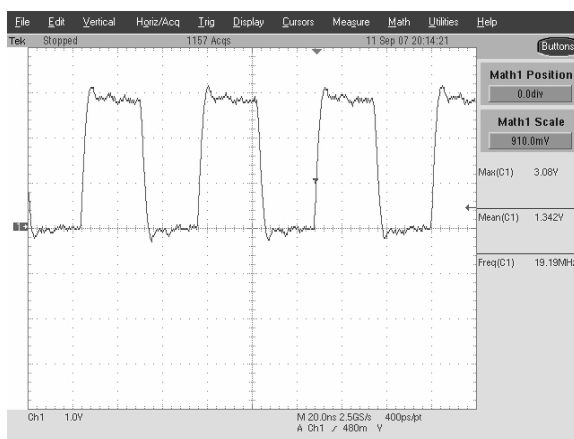 File Edit Vertical Horiz/Acq Trig Display Cursors Measure Math Utilities Help
Tek Stopped 1157 Acqs 11 Sep 07 20:14:21
Buttons
Math1 Position
0.0div
Math1 Scale
910.0mV
Max(C1) 3.08V
Mean(C1) 1.342V
Freq(C1) 19.19MHz
Ch1 1.0V M 20.0ns 2.5GS/s 400ps/pt
A Ch1 / 480m V